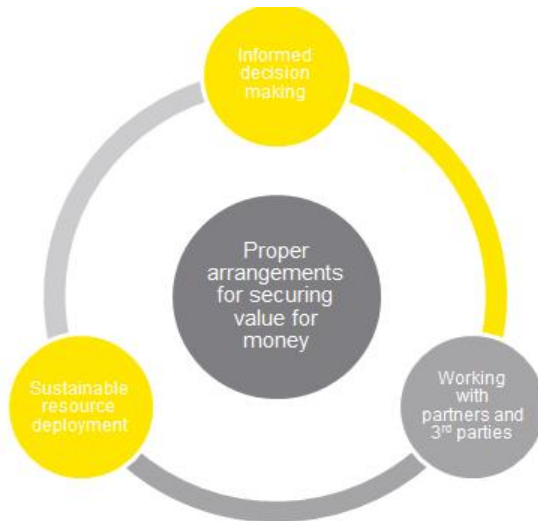 Informed
decision
making
Proper
arrangements
for securing
value for
money
Sustainable
resource
deployment
Working
with
partners and
3rd parties